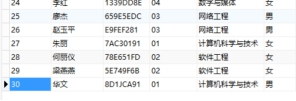 24 李红 1339DD8E 04 数字与媒体 女
25 廖杰 659E5EDC 03 网络工程 男
26 赵玉平 E9FEF281 03 网络工程 男
27 朱丽 7AC30191 01 计算机科学与技术 女
28 何丽仪 78E651FD 02 软件工程 女
29 梁燕燕 5E749F6B 02 软件工程 女
30 华文 8D1JCA91 01 计算机科学与技术 男